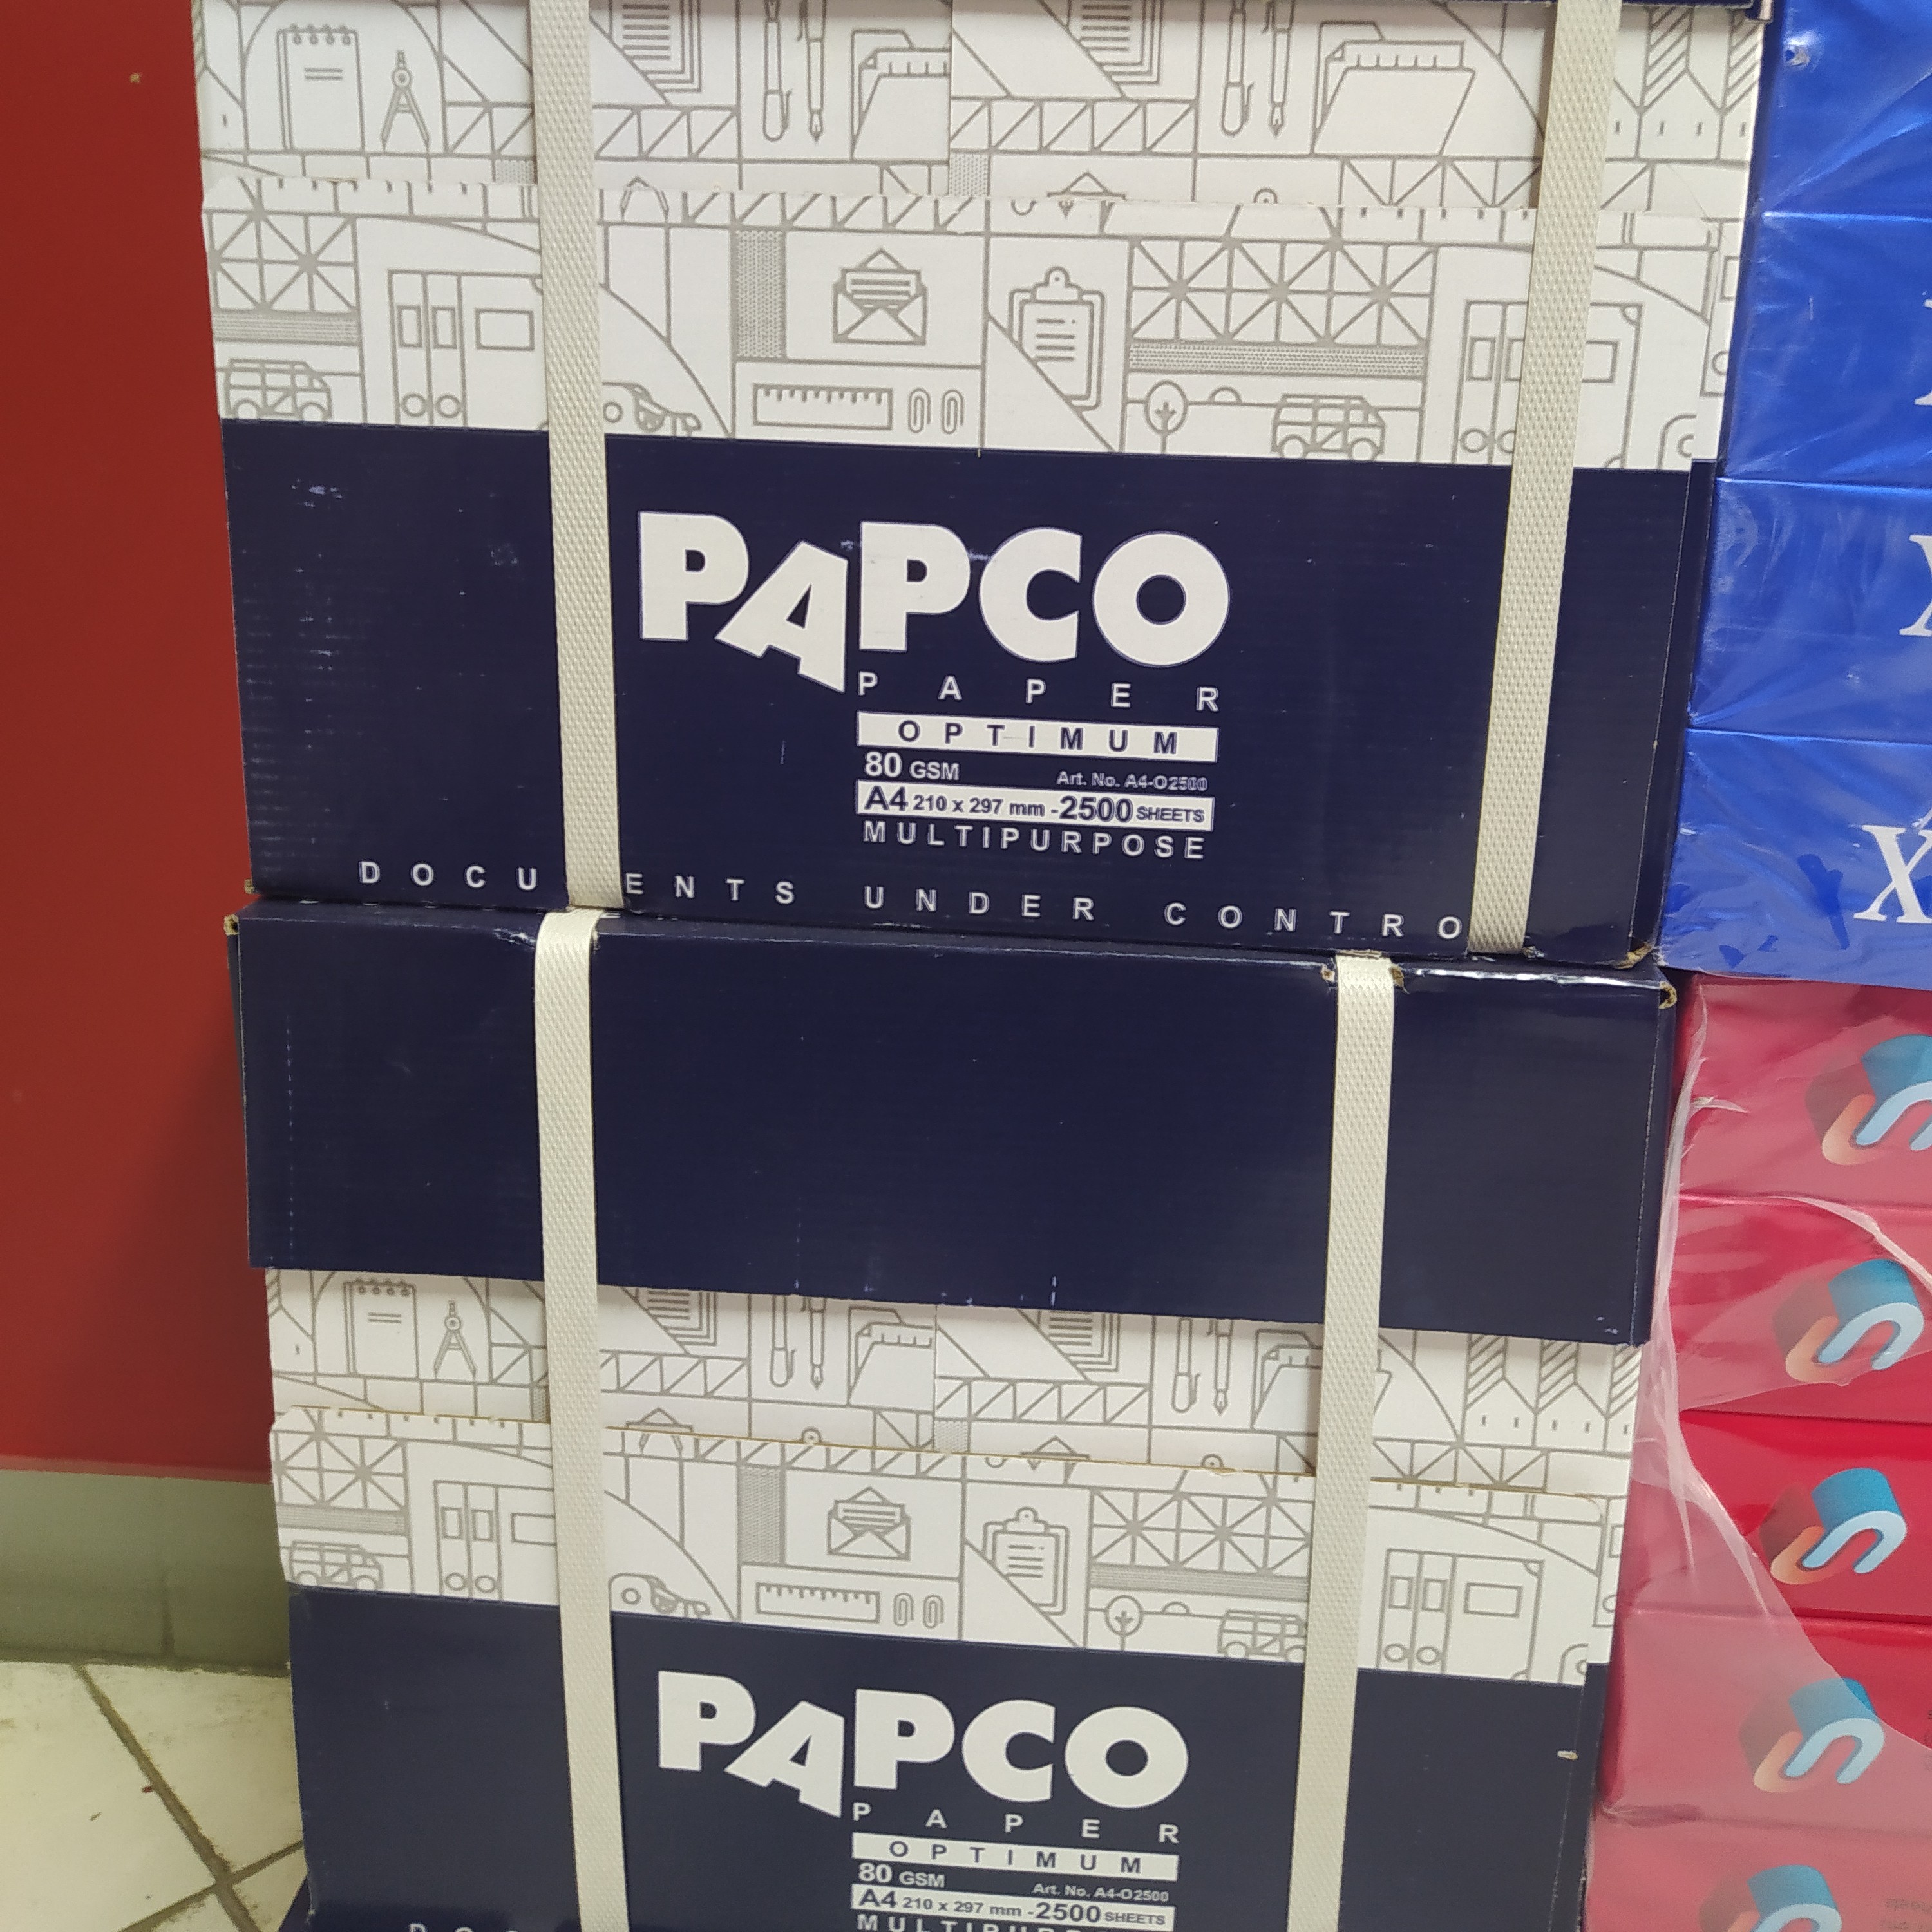 PAPCO
PAPER
OPTIMUM
80 GSM Art. No. A4-O2500
A4 210 x 297 mm -2500 SHEETS
MULTIPURPOSE
DOCU ENTS UNDER CONTRO
X
PAPCO
PAPER
OPTIMUM
80 GSM Art. No. A4-O2500
A4 210 x 297 mm -2500 SHEETS